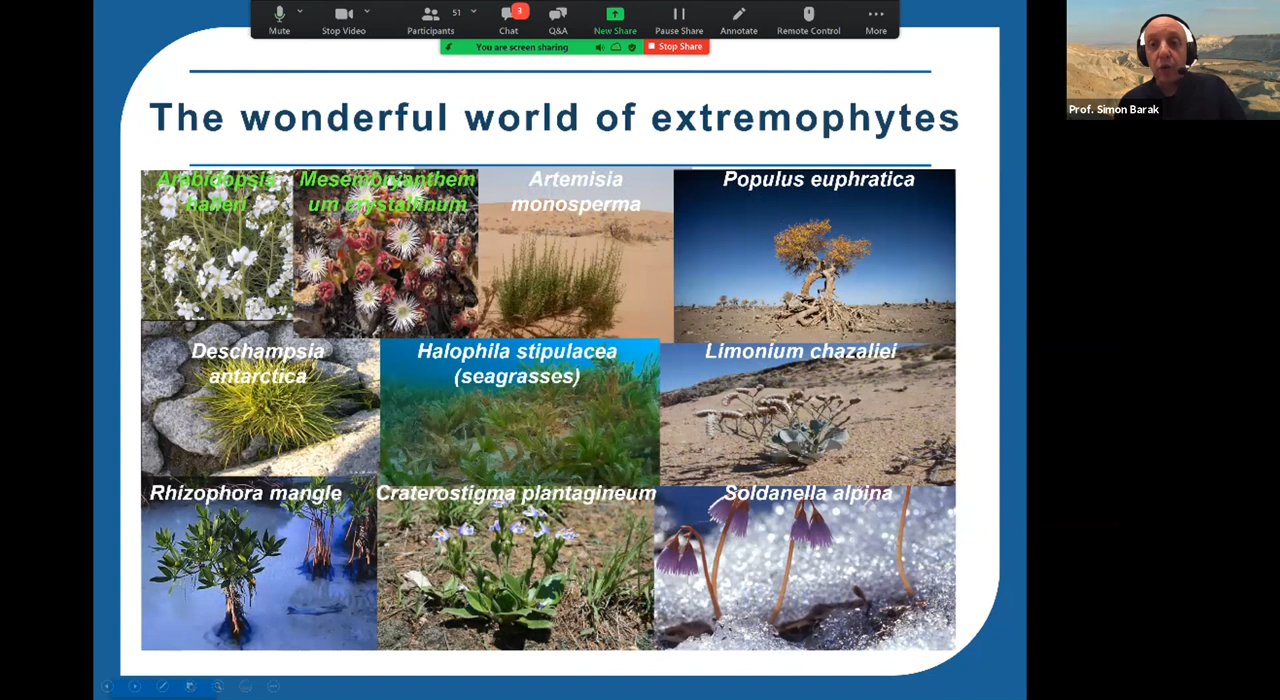 51
3
Mute
Stop Video
Participants
Chat
Q&A
New Share
Pause Share
Annotate
Remote Control
More
You are screen sharing
Stop Share
Prof. Simon Barak
The wonderful world of extremophytes
Arabidopsis
halleri
Mesembryanthem
um crystallinum
Artemisia
monosperma
Populus euphratica
Deschampsia
antarctica
Halophila stipulacea
(seagrasses)
Limonium chazaliei
Rhizophora mangle
Craterostigma plantagineum
Soldanella alpina